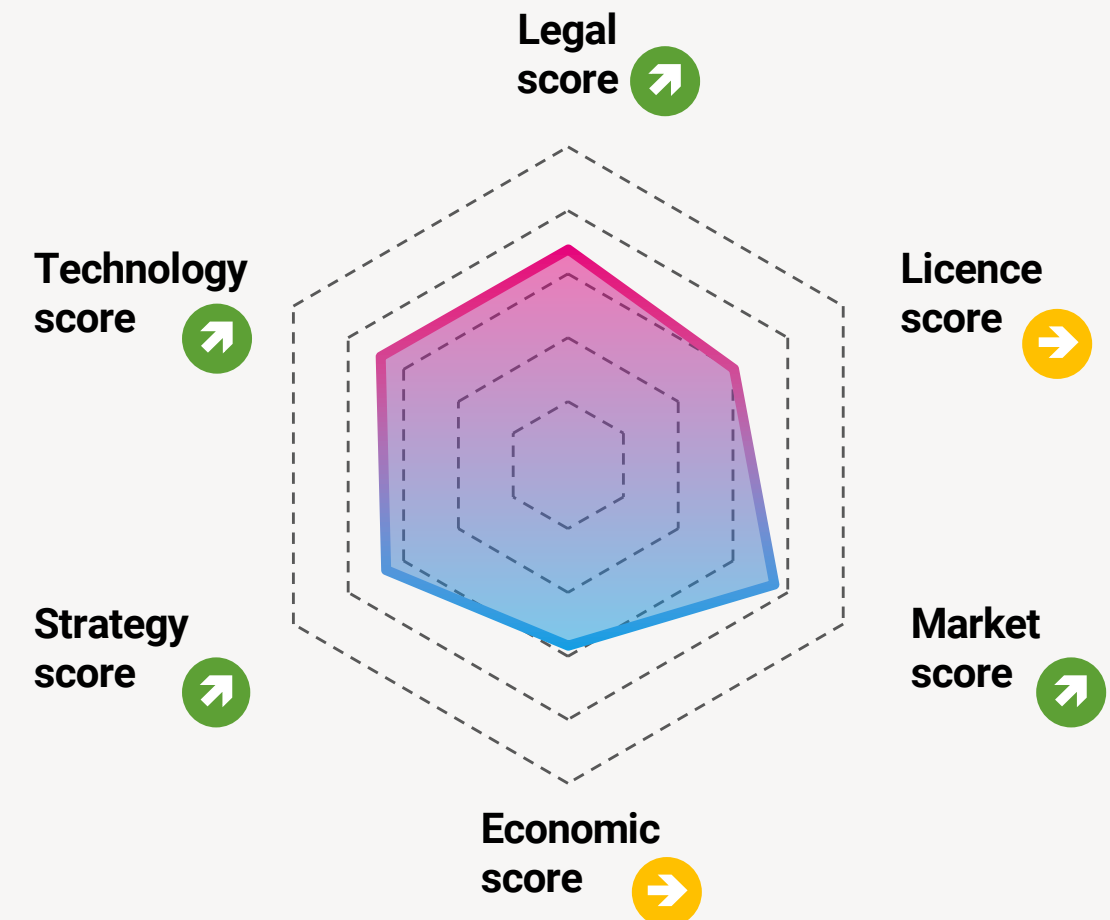 Legal
score
Technology
score
Licence
score
Strategy
score
Market
score
Economic
score